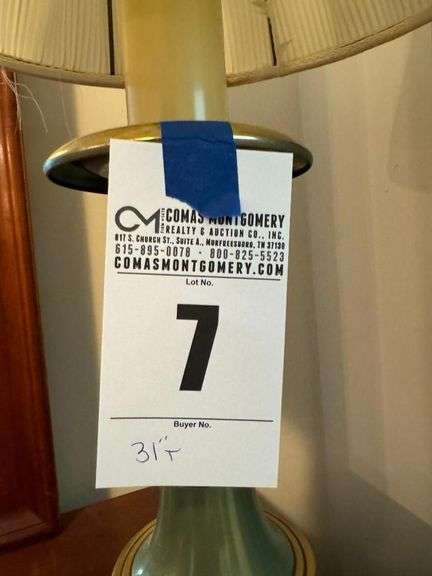 CM COMAS MONTGOMERY
REALTY & AUCTION CO., INC.
817 S. CHURCH ST., SUITE A., MURFREESBORO, TN 37130
615-895-0078 • 800-825-5523
COMASMONTGOMERY.COM
Lot No.
7
Buyer No.
31"T